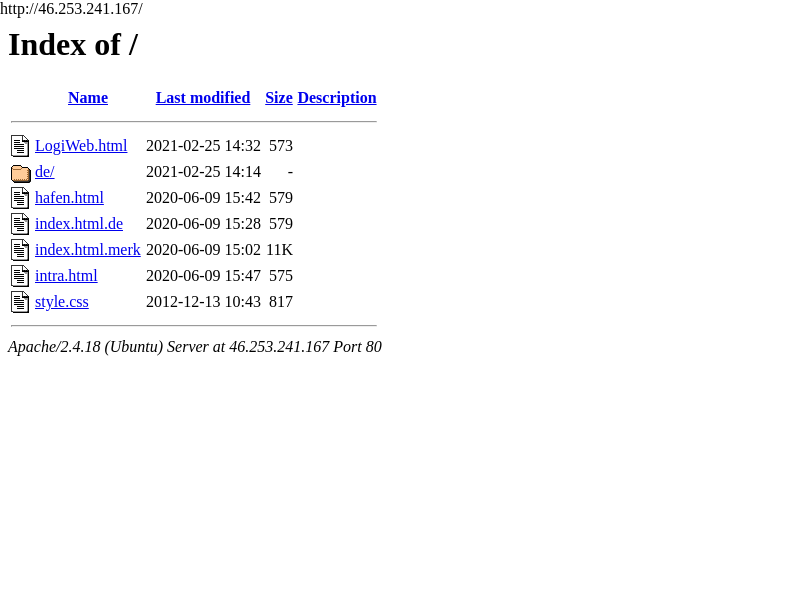 http://46.253.241.167/
Index of /
Name Last modified Size Description
LogiWeb.html 2021-02-25 14:32 573
de/ 2021-02-25 14:14 -
hafen.html 2020-06-09 15:42 579
index.html.de 2020-06-09 15:28 579
index.html.merk 2020-06-09 15:02 11K
intra.html 2020-06-09 15:47 575
style.css 2012-12-13 10:43 817
Apache/2.4.18 (Ubuntu) Server at 46.253.241.167 Port 80